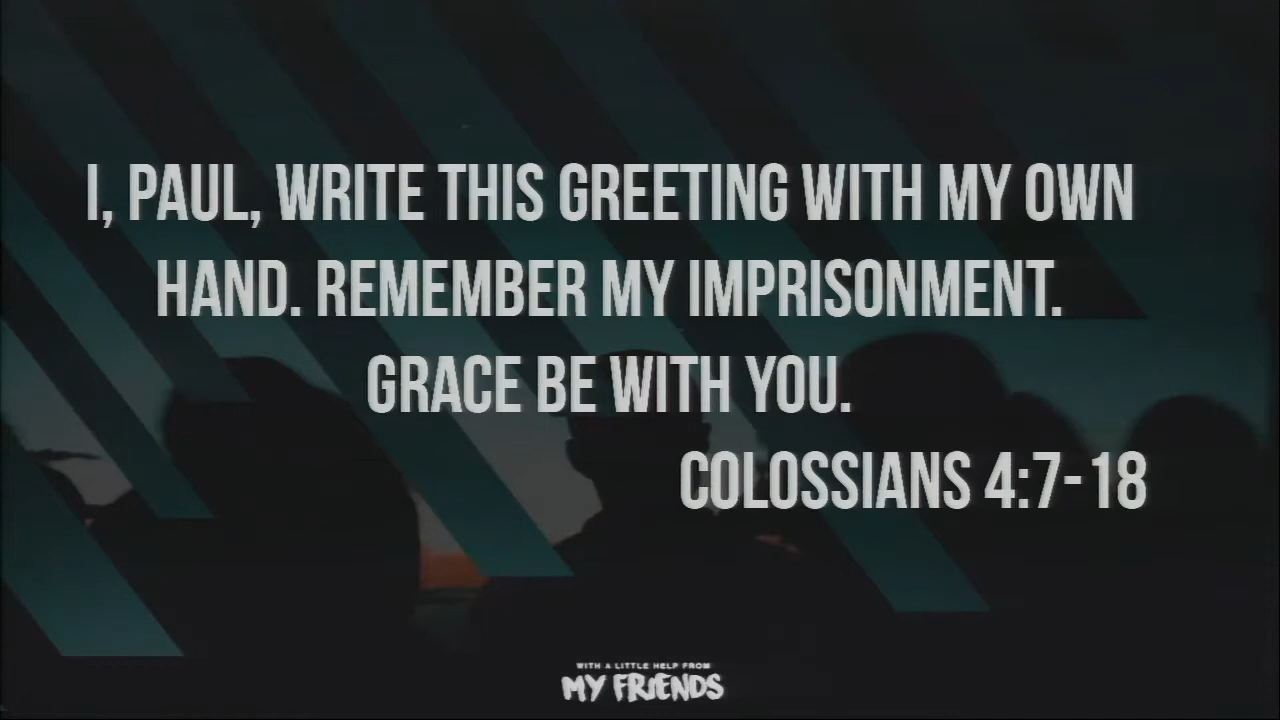 I, PAUL, WRITE THIS GREETING WITH MY OWN
HAND. REMEMBER MY IMPRISONMENT.
GRACE BE WITH YOU.
COLOSSIANS 4:7-18
WITH A LITTLE HELP FROM
MY FRIENDS